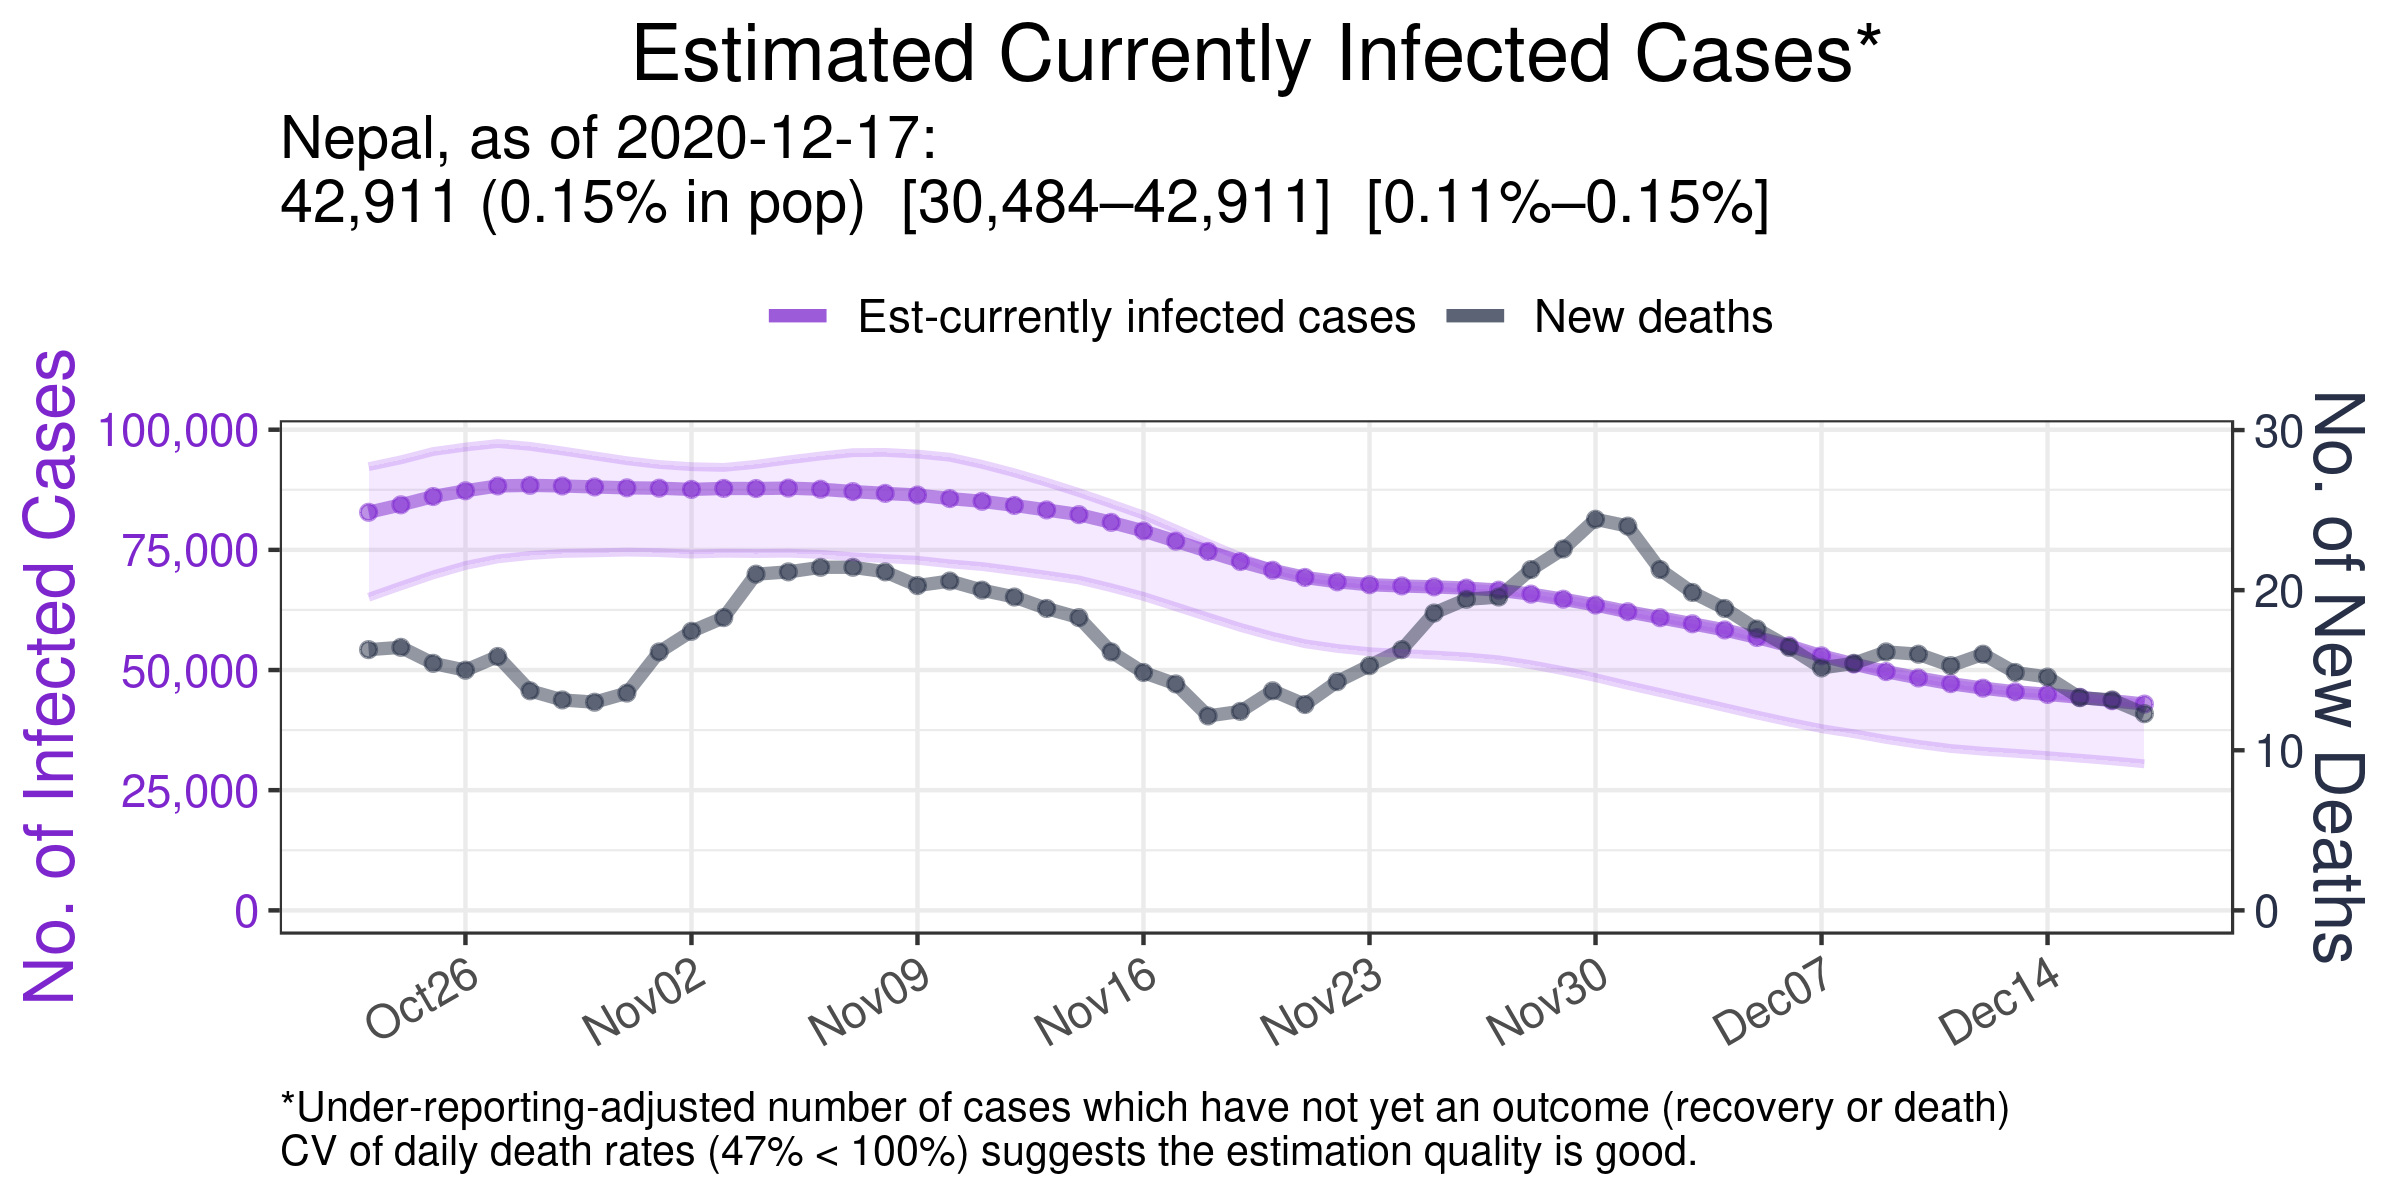 Estimated Currently Infected Cases*
Nepal, as of 2020-12-17:
42,911 (0.15% in pop)  [30,484–42,911]  [0.11%–0.15%]
Est-currently infected cases
New deaths
No. of Infected Cases
100,000
75,000
50,000
25,000
0
30
20
10
0
No. of New Deaths
Oct26
Nov02
Nov09
Nov16
Nov23
Nov30
Dec07
Dec14
*Under-reporting-adjusted number of cases which have not yet an outcome (recovery or death)
CV of daily death rates (47% < 100%) suggests the estimation quality is good.